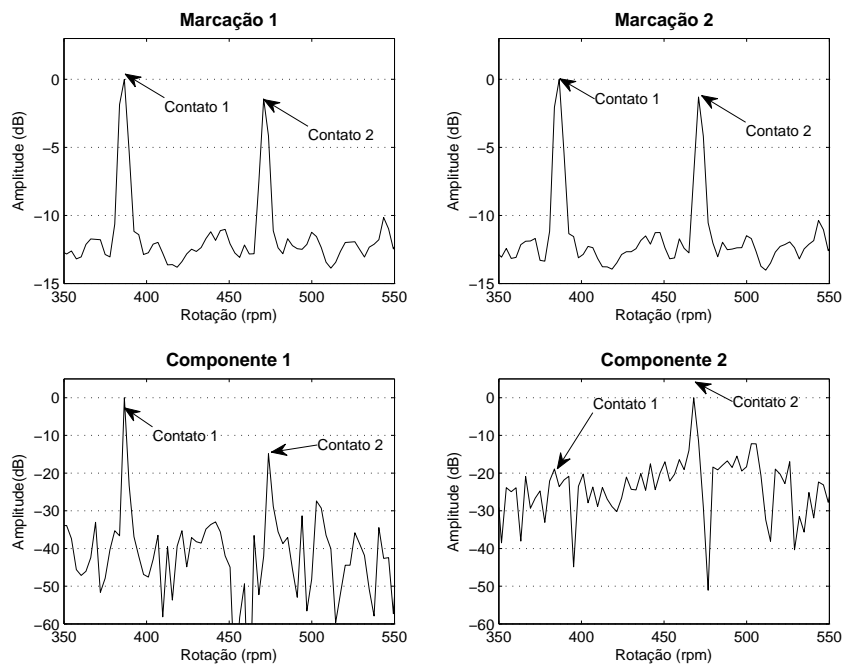 Marcação 1
0
−5
−10
−15
Amplitude (dB)
Contato 1
Contato 2
350 400 450 500 550
Rotação (rpm)
Marcação 2
0
−5
−10
−15
Amplitude (dB)
Contato 1
Contato 2
350 400 450 500 550
Rotação (rpm)
Componente 1
0
−10
−20
−30
−40
−50
−60
Amplitude(dB)
Contato 1
Contato 2
350 400 450 500 550
Rotação (rpm)
Componente 2
0
−10
−20
−30
−40
−50
−60
Amplitude (dB)
Contato 1
Contato 2
350 400 450 500 550
Rotação (rpm)